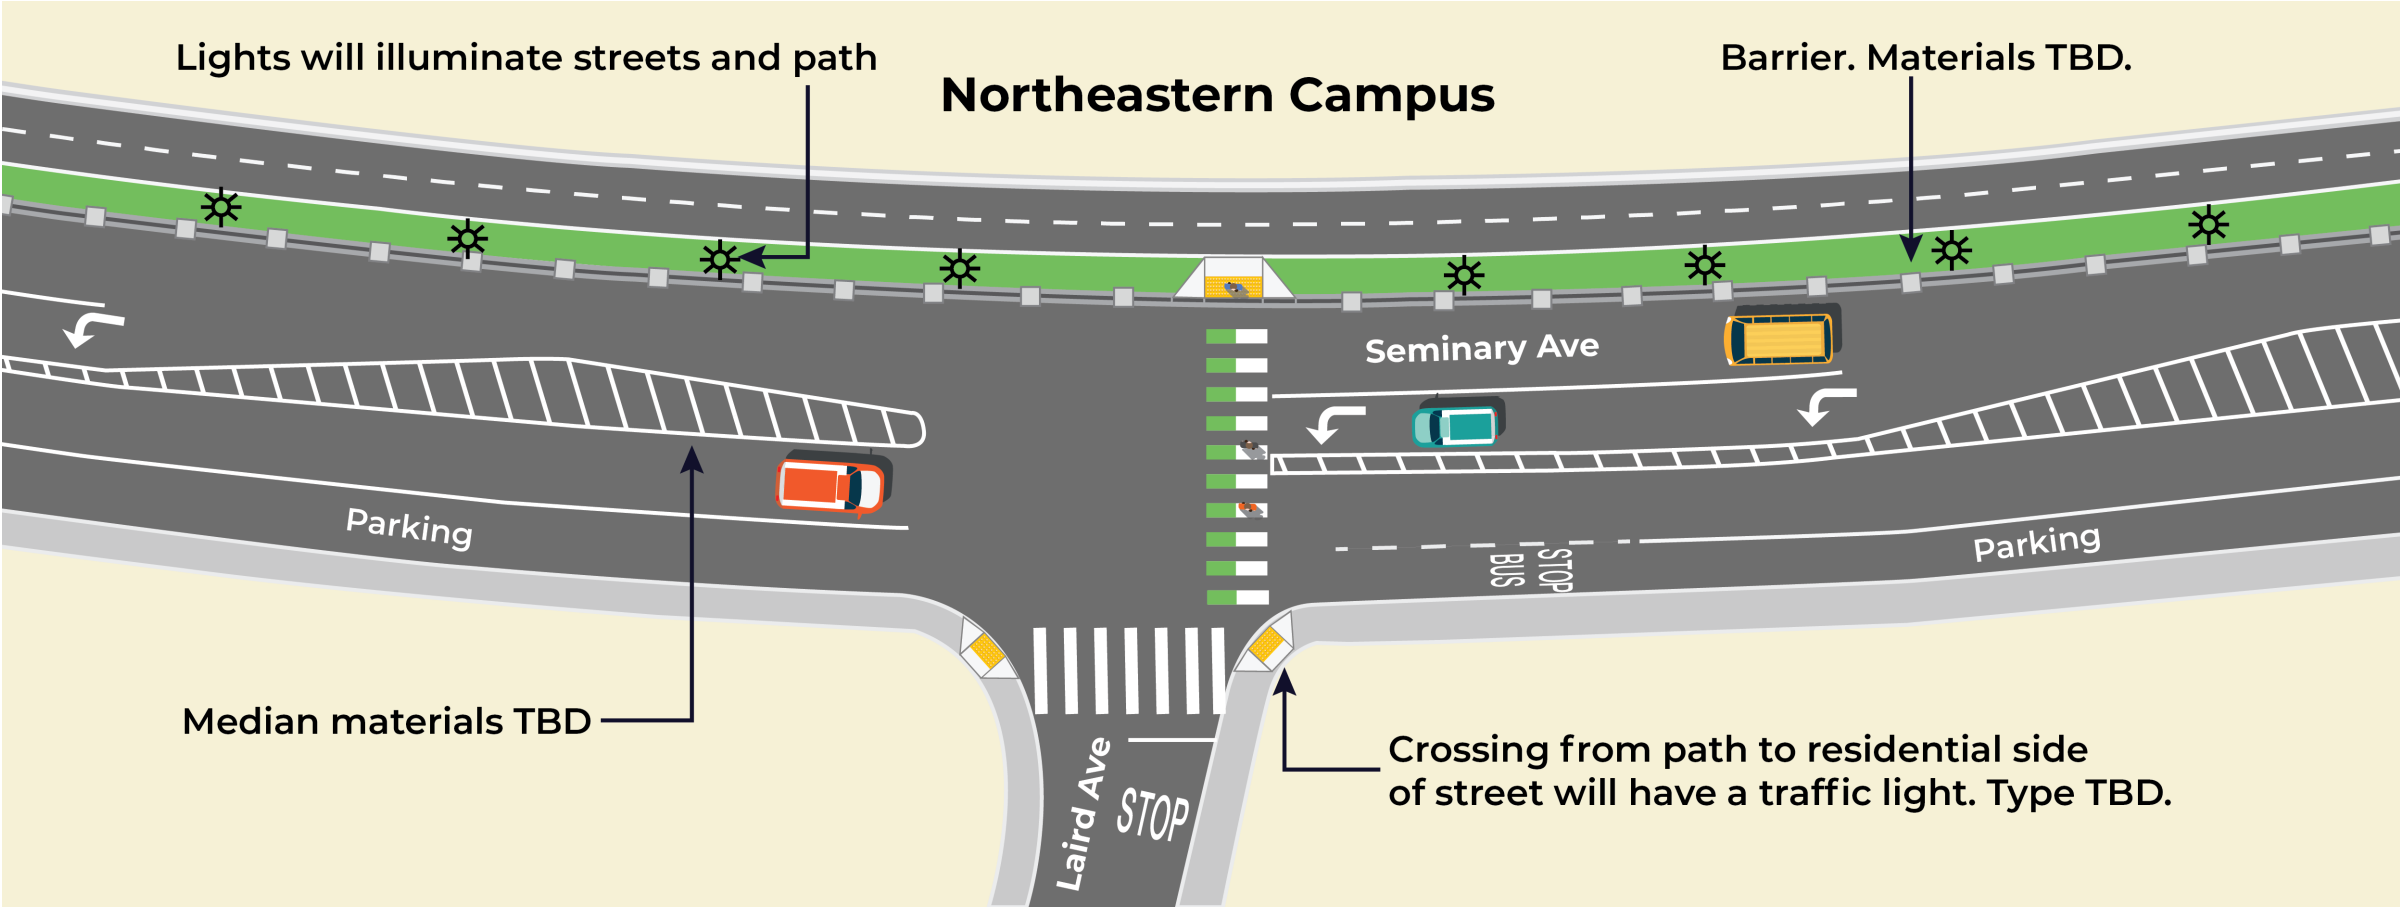 Lights will illuminate streets and path
Northeastern Campus
Barrier. Materials TBD.
Seminary Ave
Parking
STOP
BUS
Parking
Median materials TBD
Crossing from path to residential side
of street will have a traffic light. Type TBD.
Laird Ave
STOP